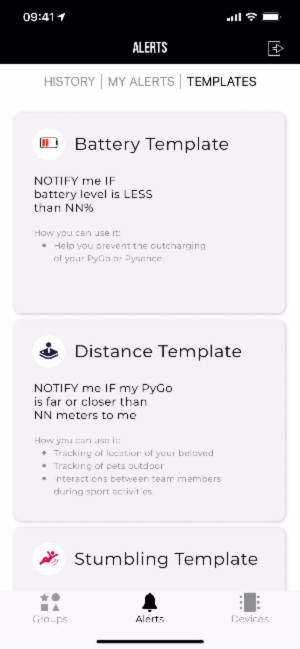 09:41
ALERTS
HISTORY | MY ALERTS | TEMPLATES
Battery Template
NOTIFY me IF
battery level is LESS
than NN%
How you can use it:
Help you prevent the outcharging
of your PyGo or Pysense
Distance Template
NOTIFY me IF my PyGo
is far or closer than
NN meters to me
How you can use it:
Tracking of location of your beloved
Tracking of pets outdoor
Interactions between team members
during sport activities.
Stumbling Template
Groups
Alerts
Devices